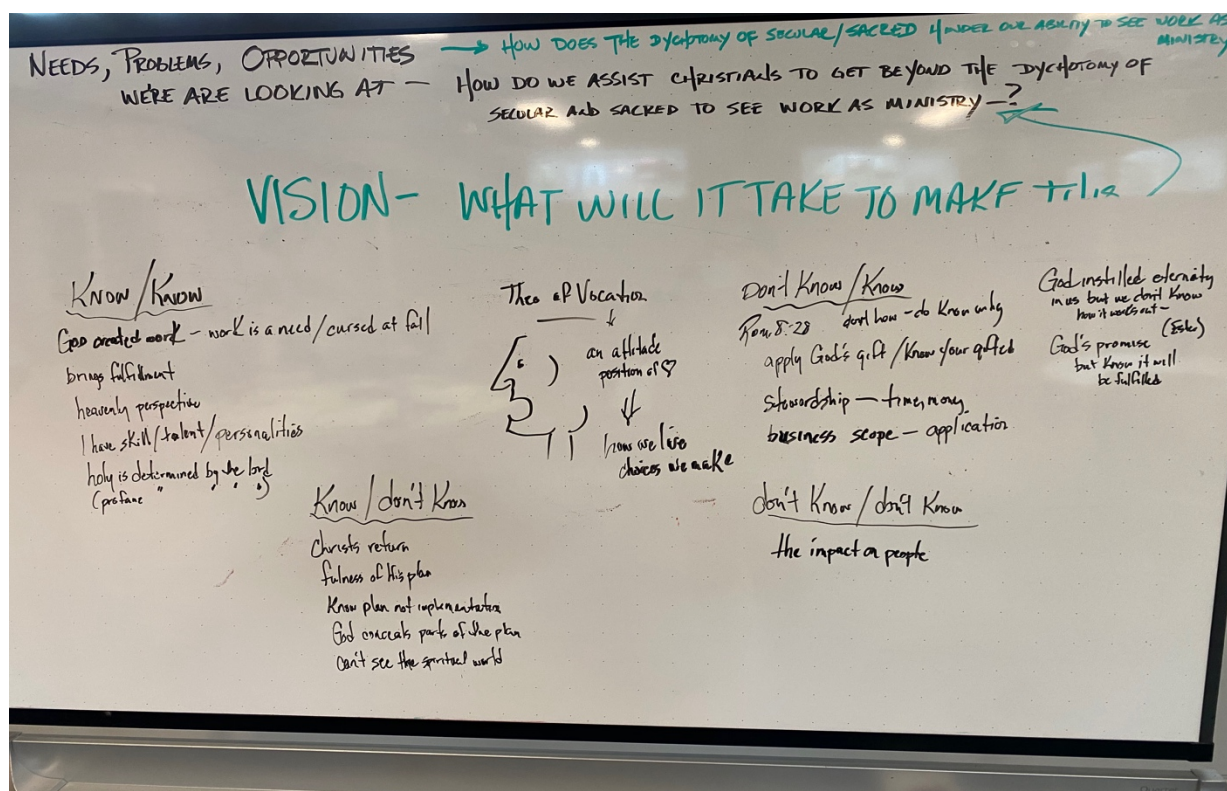 NEEDS, PROBLEMS, OPPORTUNITIES → HOW DOES THE DYCHOTOMY OF SECULAR/SACRED HINDER OUR ABILITY TO SEE WORK AS
MINISTRY
WE'RE ARE LOOKING AT — HOW DO WE ASSIST CHRISTIANS TO GET BEYOND THE DYCHOTOMY OF
SECULAR AND SACRED TO SEE WORK AS MINISTRY —?
VISION - WHAT WILL IT TAKE TO MAKE this
Know/Know
God created work - work is a need/cursed at fall
brings fulfillment
heavenly perspective
I have skill/talent/personalities
holy is determined by the lord
(profane " " " ")
Know/don't Know
Christs return
fulness of His plan
Know plan not implementation
God conceals parts of the plan
Can't see the spiritual world
Theo of Vocation
↓
an attitude
position of ♡
⇓
how we live
choices we make
Don't Know/Know
Rom. 8:28 don't how - do Know why
apply God's gift/Know your gifted
Stewardship — time, money
business scope — application
don't Know/don't Know
the impact on people
God instilled eternity
in us but we don't Know
how it works out -
God's promise
but Know it will
be fulfilled